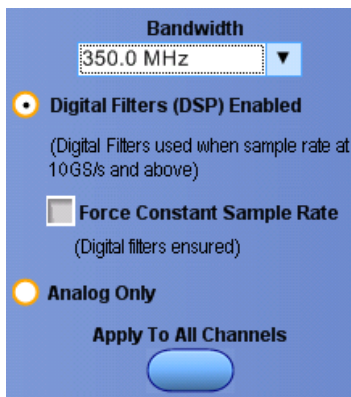 Bandwidth
350.0 MHz
Digital Filters (DSP) Enabled
(Digital Filters used when sample rate at
10GS/s and above)
Force Constant Sample Rate
(Digital filters ensured)
Analog Only
Apply To All Channels